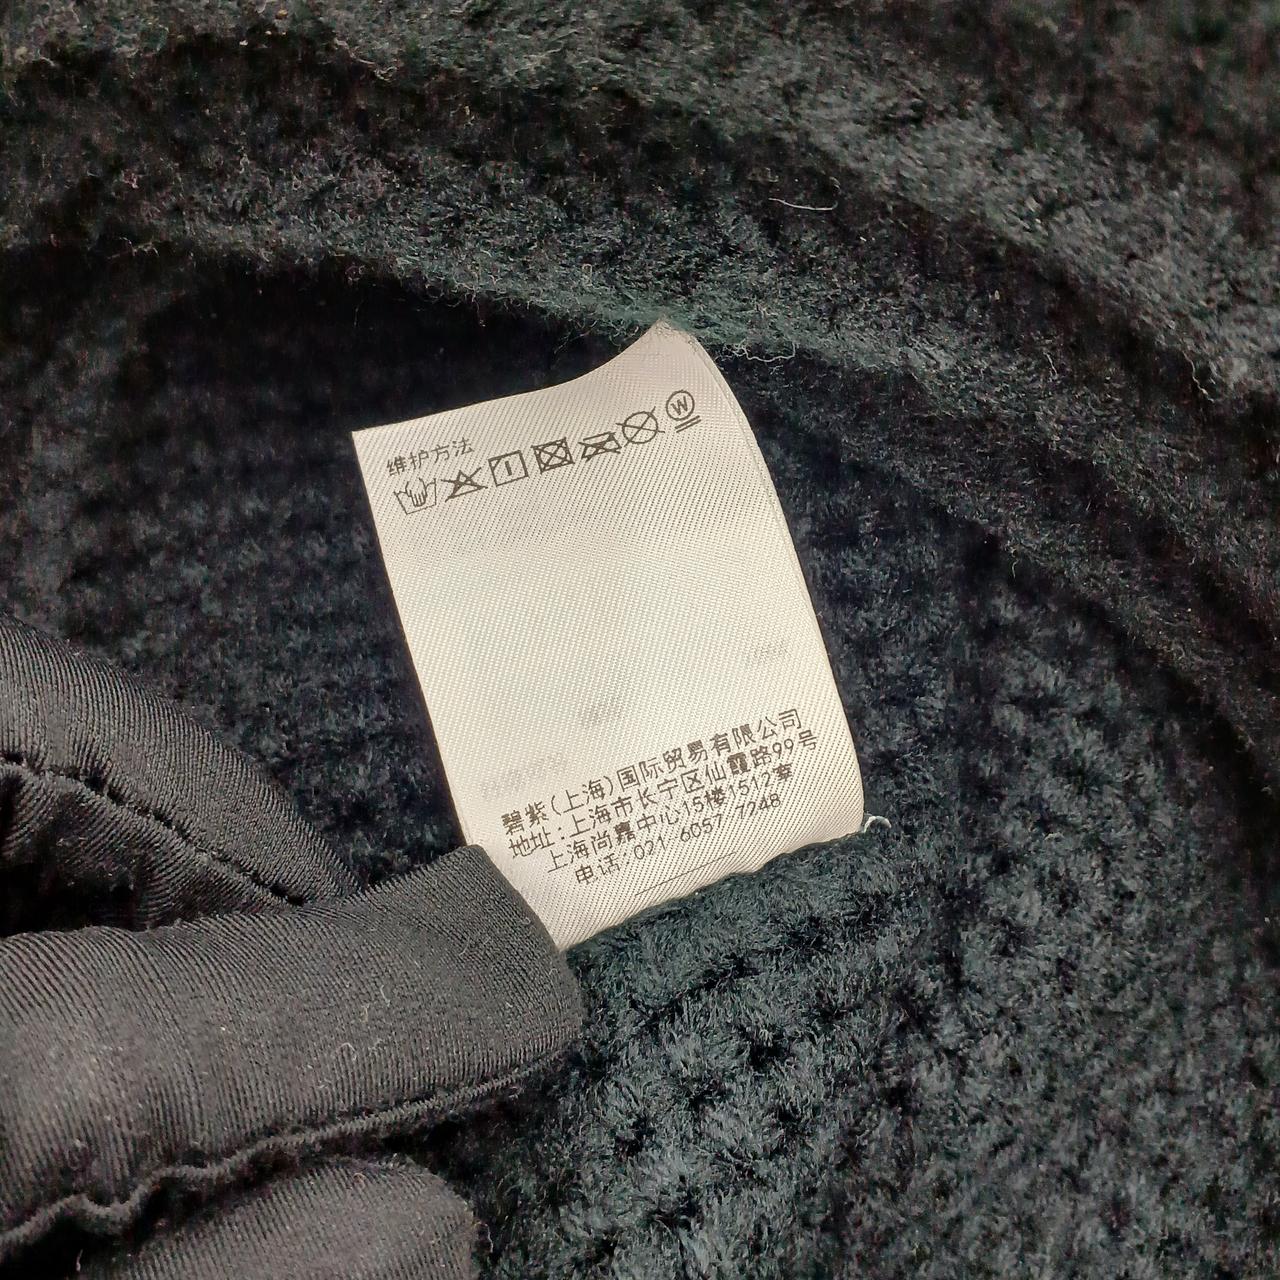 维护方法
W
碧紫(上海)国际贸易有限公司
地址:上海市长宁区仙霞路99号
上海尚嘉中心15楼1512室
电话:021 6057 7248